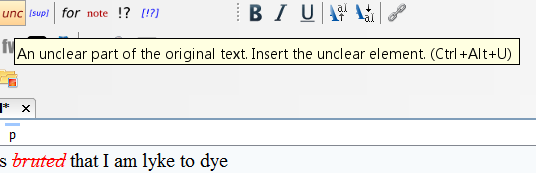 unc [sup] for note !? [!?] B I U
An unclear part of the original text. Insert the unclear element. (Ctrl+Alt+U)
p
s bruted that I am lyke to dye